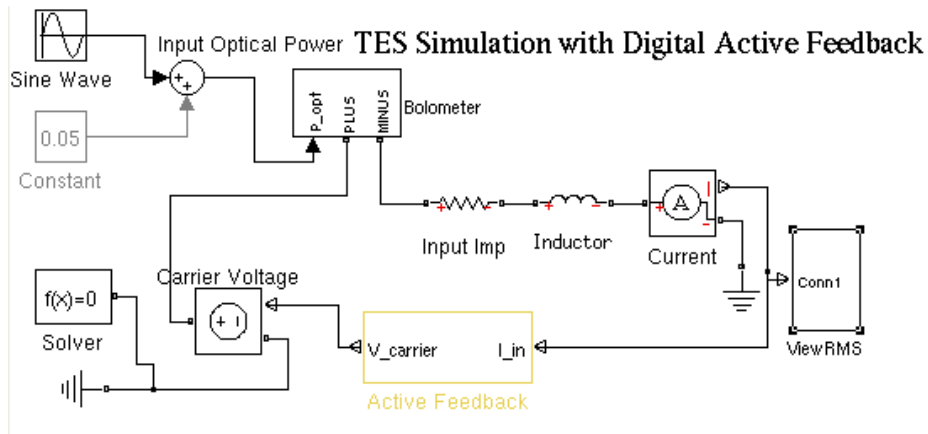 TES Simulation with Digital Active Feedback
Sine Wave
Input Optical Power
+
+
0.05
Constant
P_opt
PLUS
MINUS
Bolometer
+
-
Input Imp
+
-
Inductor
+
A
I
-
Current
Conn1
ViewRMS
f(x)=0
Solver
Carrier Voltage
+ I
V_carrier
I_in
Active Feedback